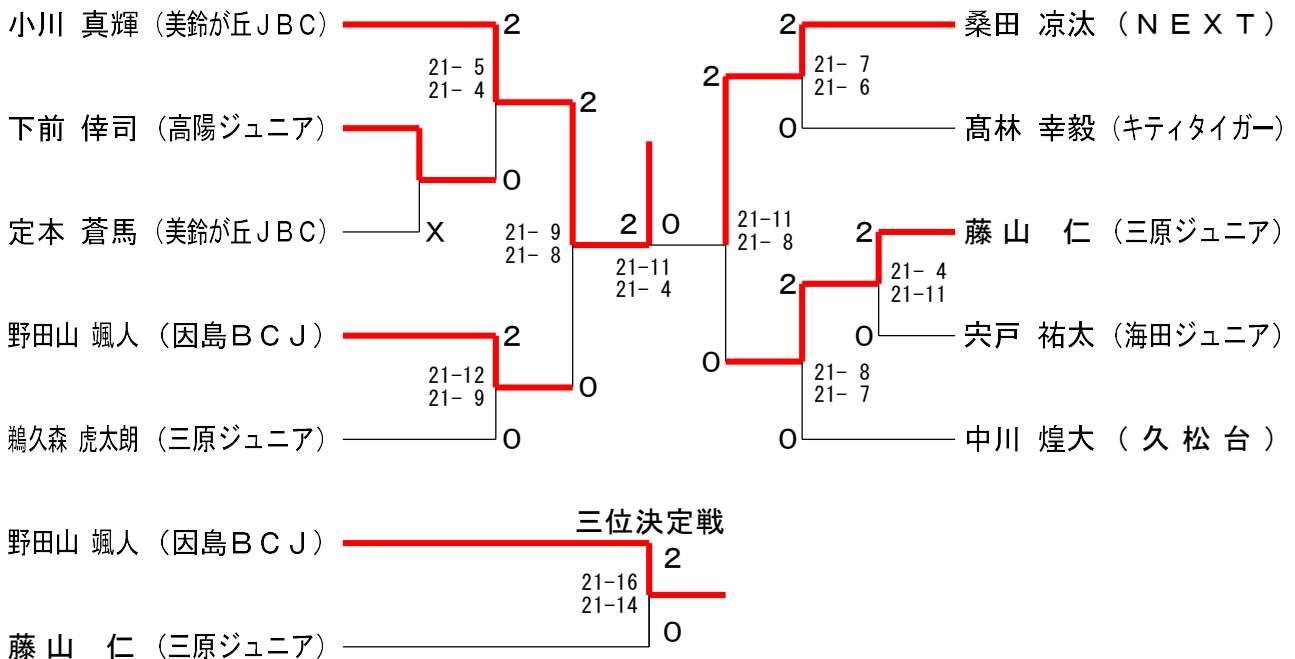 小川 真輝 (美鈴が丘JBC)
2
21- 5
21- 4
下前 倖司 (高陽ジュニア)
0
定本 蒼馬 (美鈴が丘JBC)
X
2
21- 9
21- 8
野田山 颯人 (因島BCJ)
2
21-12
21- 9
0
鵜久森 虎太朗 (三原ジュニア)
0
2 0
21-11
21- 4
2
桑田 凉汰 (NEXT)
21- 7
21- 6
2
0
髙林 幸毅 (キティタイガー)
21-11
21- 8
2
藤山 仁 (三原ジュニア)
21- 4
21-11
2
0
宍戸 祐太 (海田ジュニア)
0
21- 8
21- 7
0
中川 煌大 (久松台)
三位決定戦
野田山 颯人 (因島BCJ)
2
21-16
21-14
0
藤山 仁 (三原ジュニア)